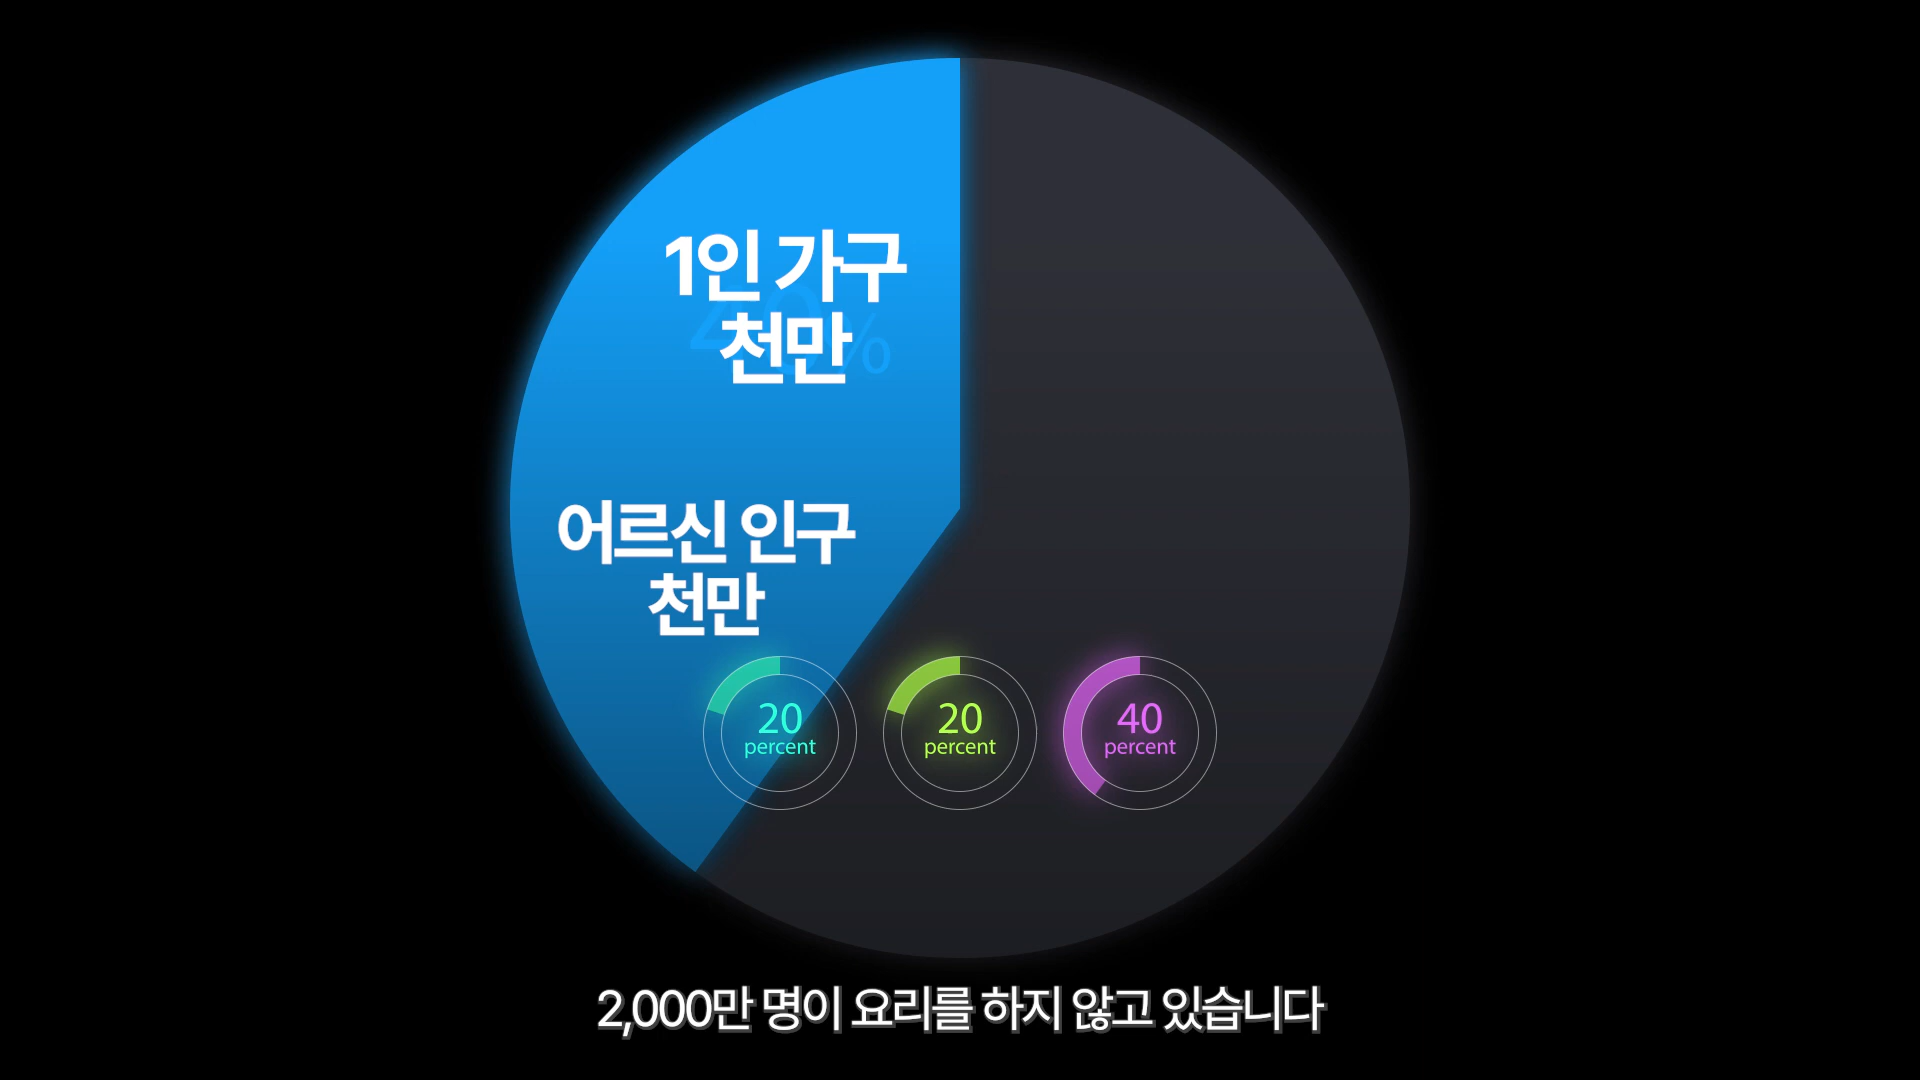 1인 가구
천만
40%
어르신 인구
천만
20
percent
20
percent
40
percent
2,000만 명이 요리를 하지 않고 있습니다